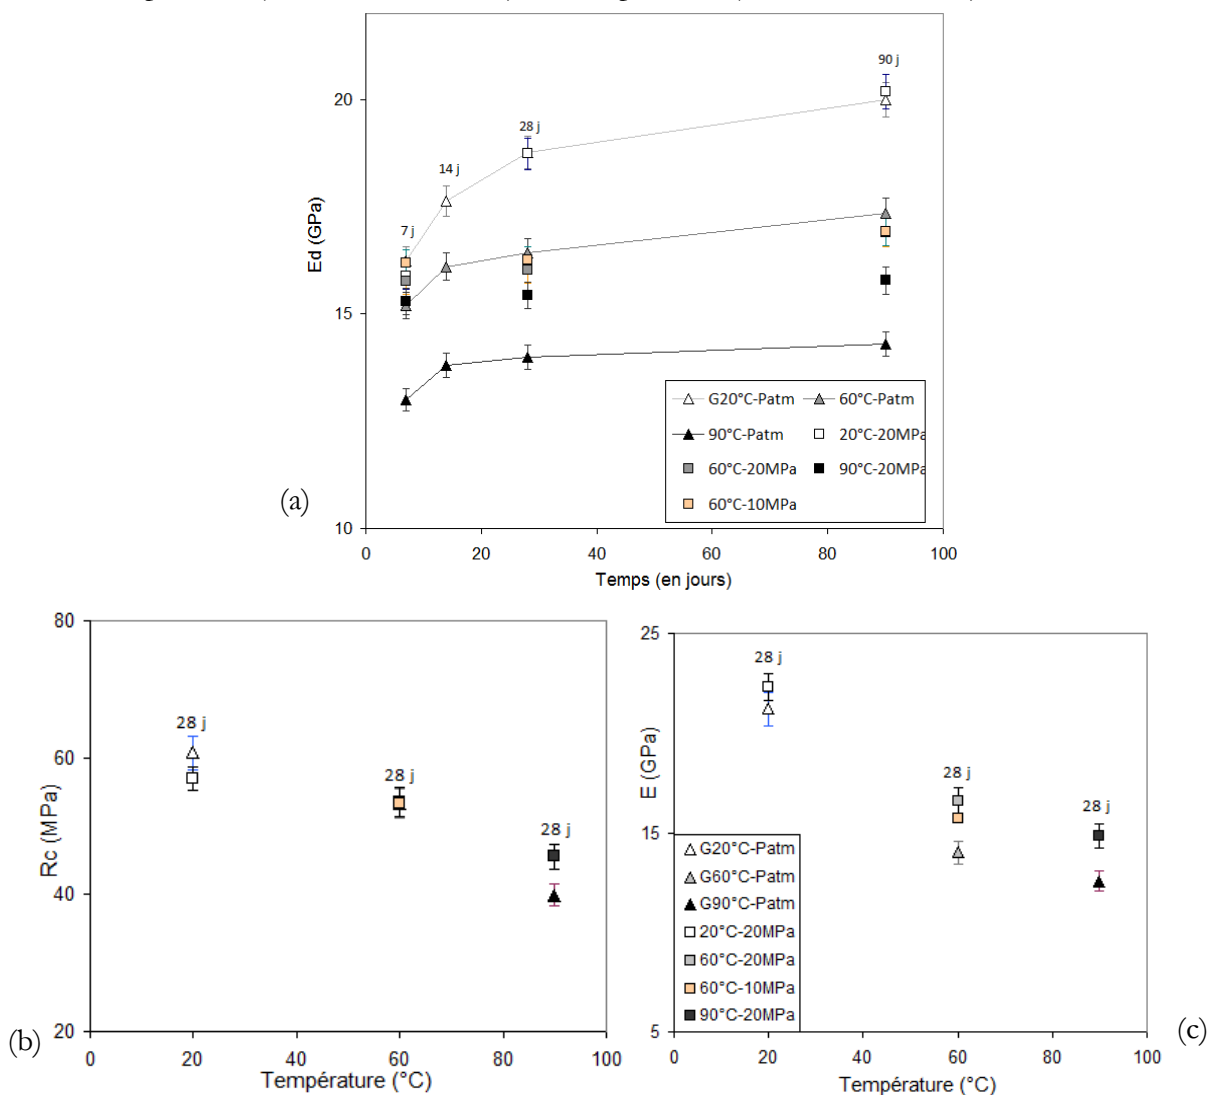 90 j
20
28 j
14 j
7 j
Ed (GPa)
15
G20°C-Patm
60°C-Patm
90°C-Patm
20°C-20MPa
60°C-20MPa
90°C-20MPa
60°C-10MPa
(a)
10
0
20
40
60
80
100
Temps (en jours)
80
Rc (MPa)
28 j
60
28 j
28 j
40
20
(b)
0
20
40
60
80
100
Température (°C)
25
E (GPa)
28 j
28 j
28 j
15
G20°C-Patm
G60°C-Patm
G90°C-Patm
20°C-20MPa
60°C-20MPa
60°C-10MPa
90°C-20MPa
5
(c)
0
20
40
60
80
100
Température (°C)